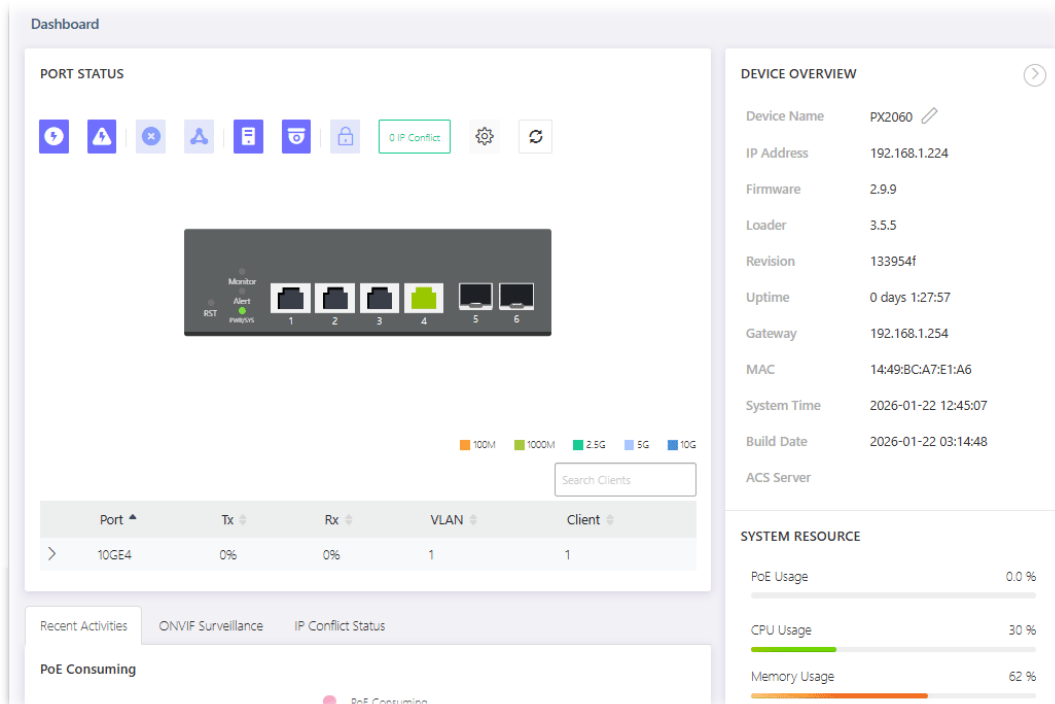 Dashboard
PORT STATUS
0 IP Conflict
Monitor
Alert
RST
PWR/SYS
1 2 3 4 5 6
100M 1000M 2.5G 5G 10G
Search Clients
Port Tx Rx VLAN Client
10GE4 0% 0% 1 1
Recent Activities ONVIF Surveillance IP Conflict Status
PoE Consuming
PoE Consuming
DEVICE OVERVIEW
Device Name PX2060
IP Address 192.168.1.224
Firmware 2.9.9
Loader 3.5.5
Revision 133954f
Uptime 0 days 1:27:57
Gateway 192.168.1.254
MAC 14:49:BC:A7:E1:A6
System Time 2026-01-22 12:45:07
Build Date 2026-01-22 03:14:48
ACS Server
SYSTEM RESOURCE
PoE Usage 0.0 %
CPU Usage 30 %
Memory Usage 62 %